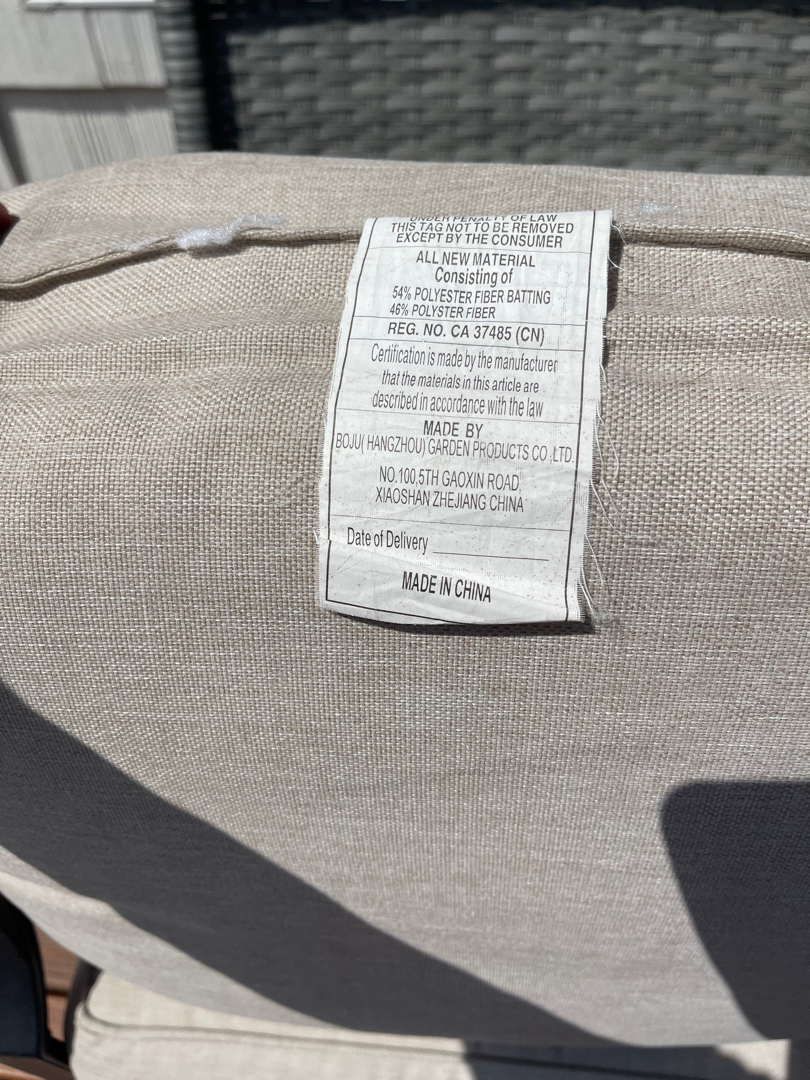 UNDER PENALTY OF LAW
THIS TAG NOT TO BE REMOVED
EXCEPT BY THE CONSUMER
ALL NEW MATERIAL
Consisting of
54% POLYESTER FIBER BATTING
46% POLYSTER FIBER
REG. NO. CA 37485 (CN)
Certification is made by the manufacturer
that the materials in this article are
described in accordance with the law
MADE BY
BOJU( HANGZHOU) GARDEN PRODUCTS CO.,LTD.
NO.100,5TH GAOXIN ROAD,
XIAOSHAN ZHEJIANG CHINA
Date of Delivery
MADE IN CHINA